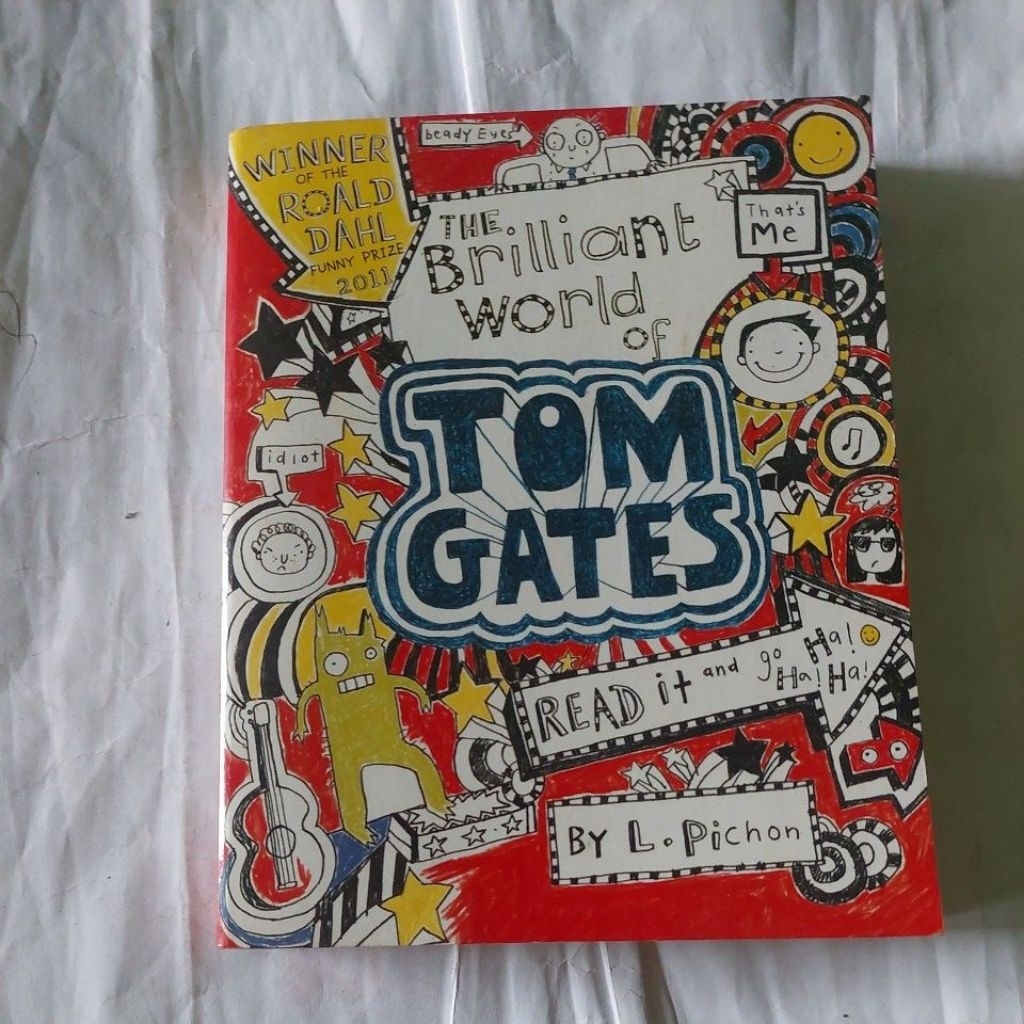 WINNER
OF THE
ROALD
DAHL
FUNNY PRIZE
2011
beady Eyes
THE
Brilliant
World
of
That's
Me
TOM
GATES
idiot
READ it and go Ha! Ha! Ha!
BY L. Pichon